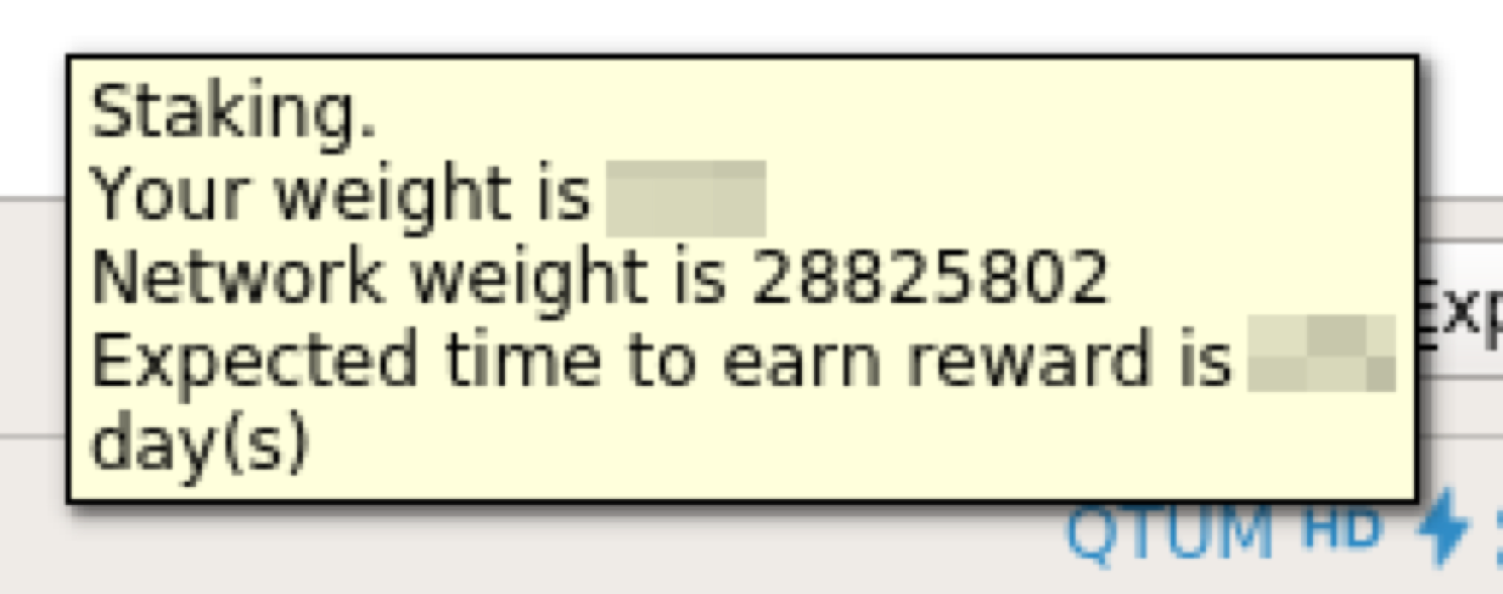 Staking.
Your weight is
Network weight is 28825802
Expected time to earn reward is
day(s)
QTUM HD